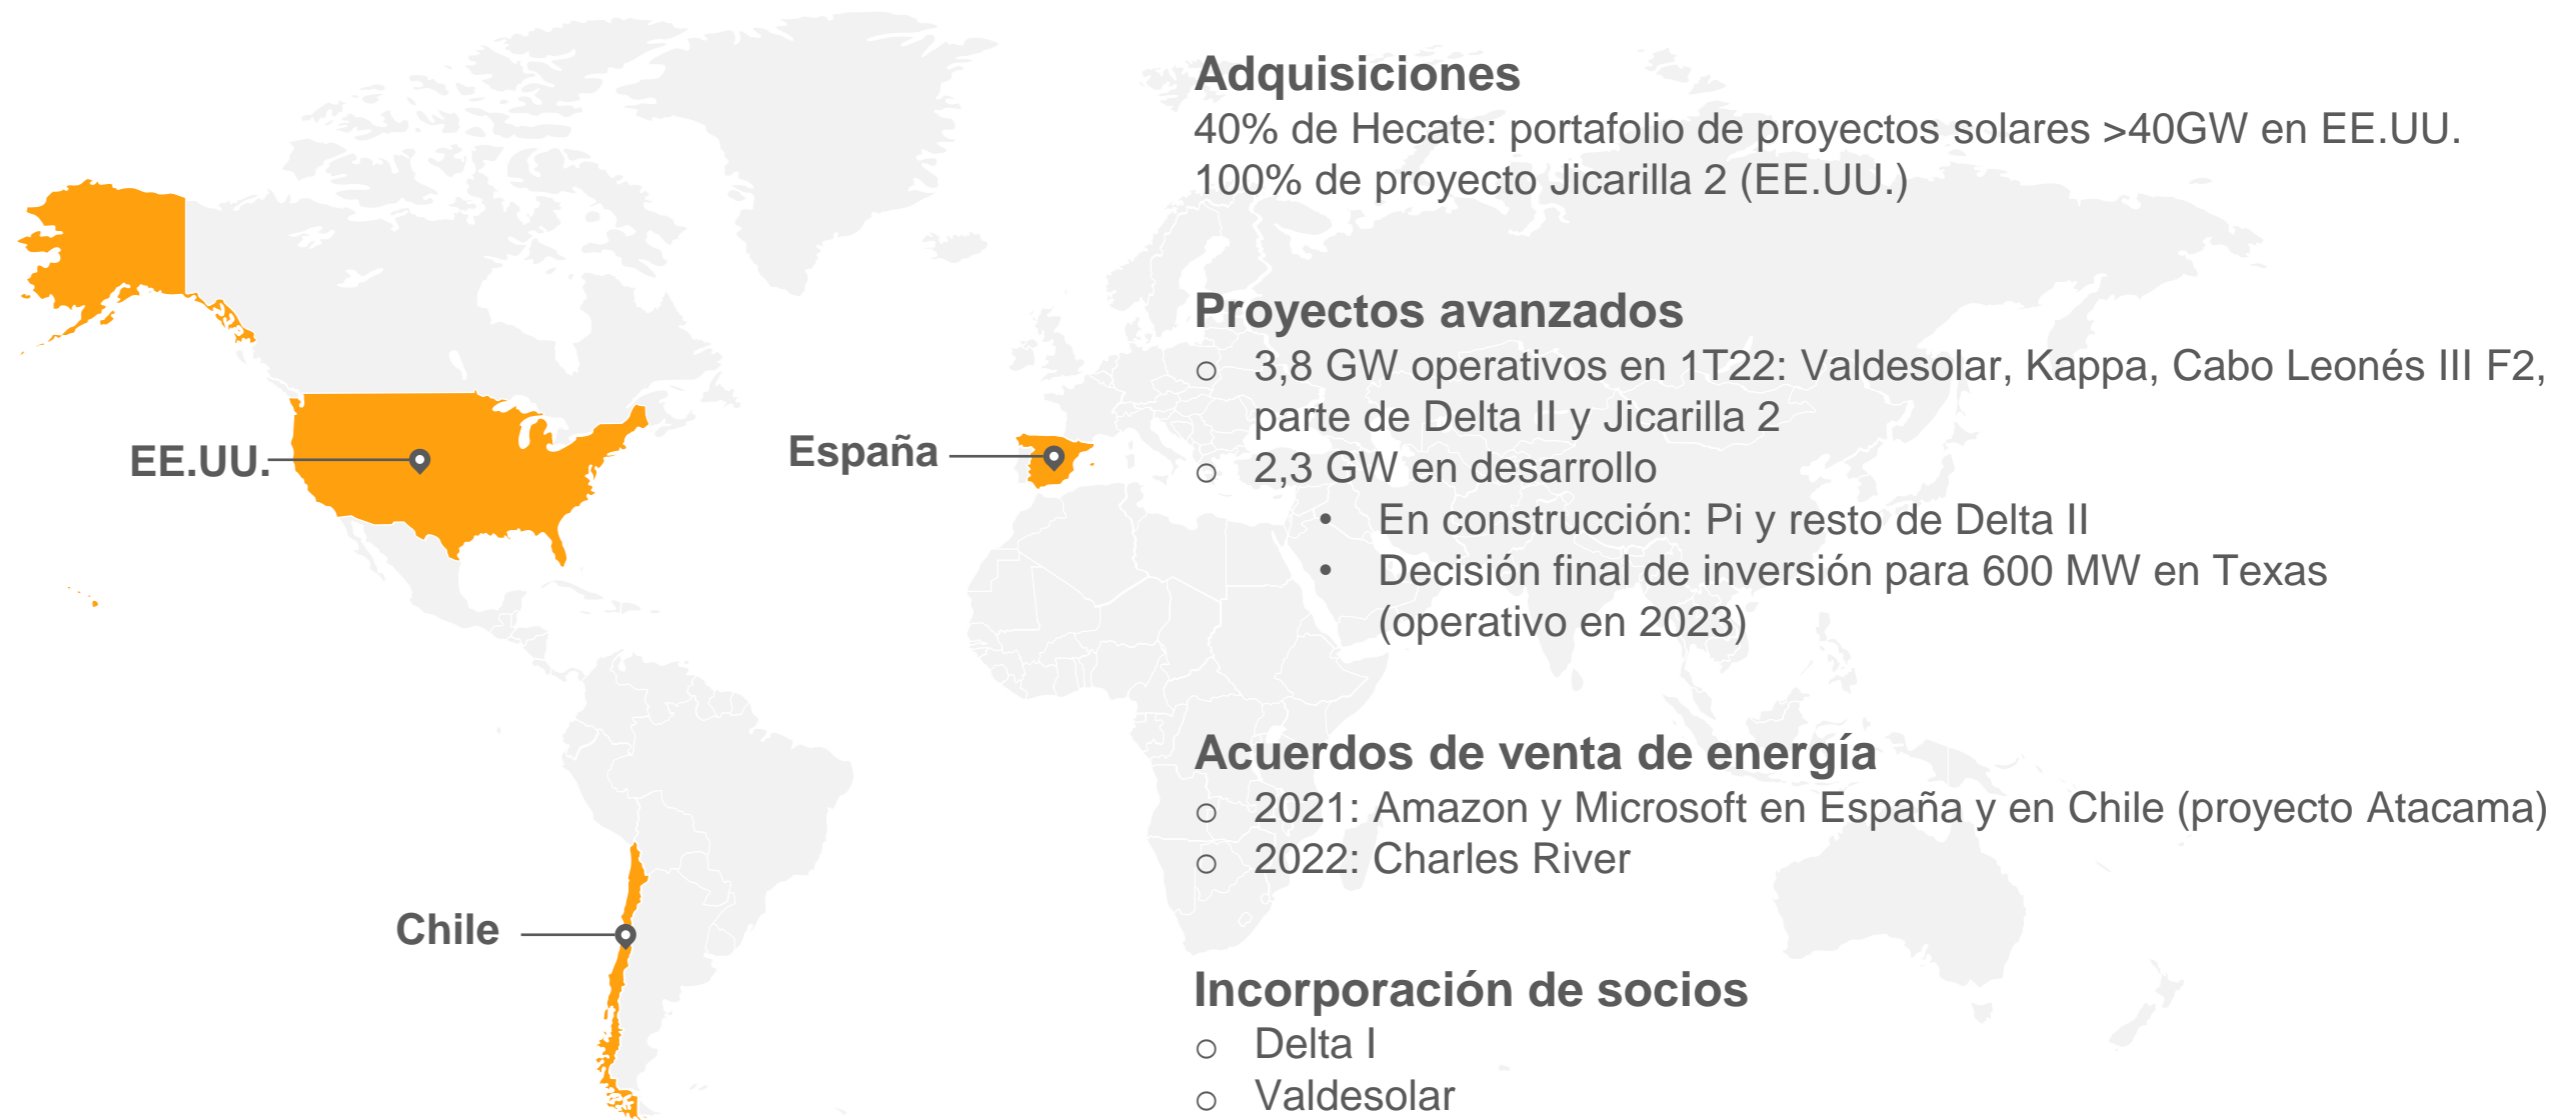 Adquisiciones
40% de Hecate: portafolio de proyectos solares >40GW en EE.UU.
100% de proyecto Jicarilla 2 (EE.UU.)
Proyectos avanzados
○ 3,8 GW operativos en 1T22: Valdesolar, Kappa, Cabo Leonés III F2,
parte de Delta II y Jicarilla 2
○ 2,3 GW en desarrollo
• En construcción: Pi y resto de Delta II
• Decisión final de inversión para 600 MW en Texas
(operativo en 2023)
Acuerdos de venta de energía
○ 2021: Amazon y Microsoft en España y en Chile (proyecto Atacama)
○ 2022: Charles River
Incorporación de socios
○ Delta I
○ Valdesolar
EE.UU.
España
Chile